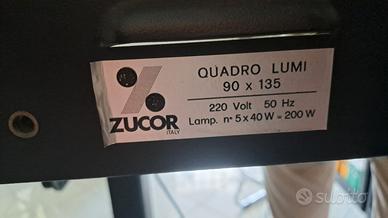 QUADRO LUMI
90 x 135
220 Volt 50 Hz
Lamp. n° 5 x 40 W = 200 W
ZUCOR
ITALY
subito